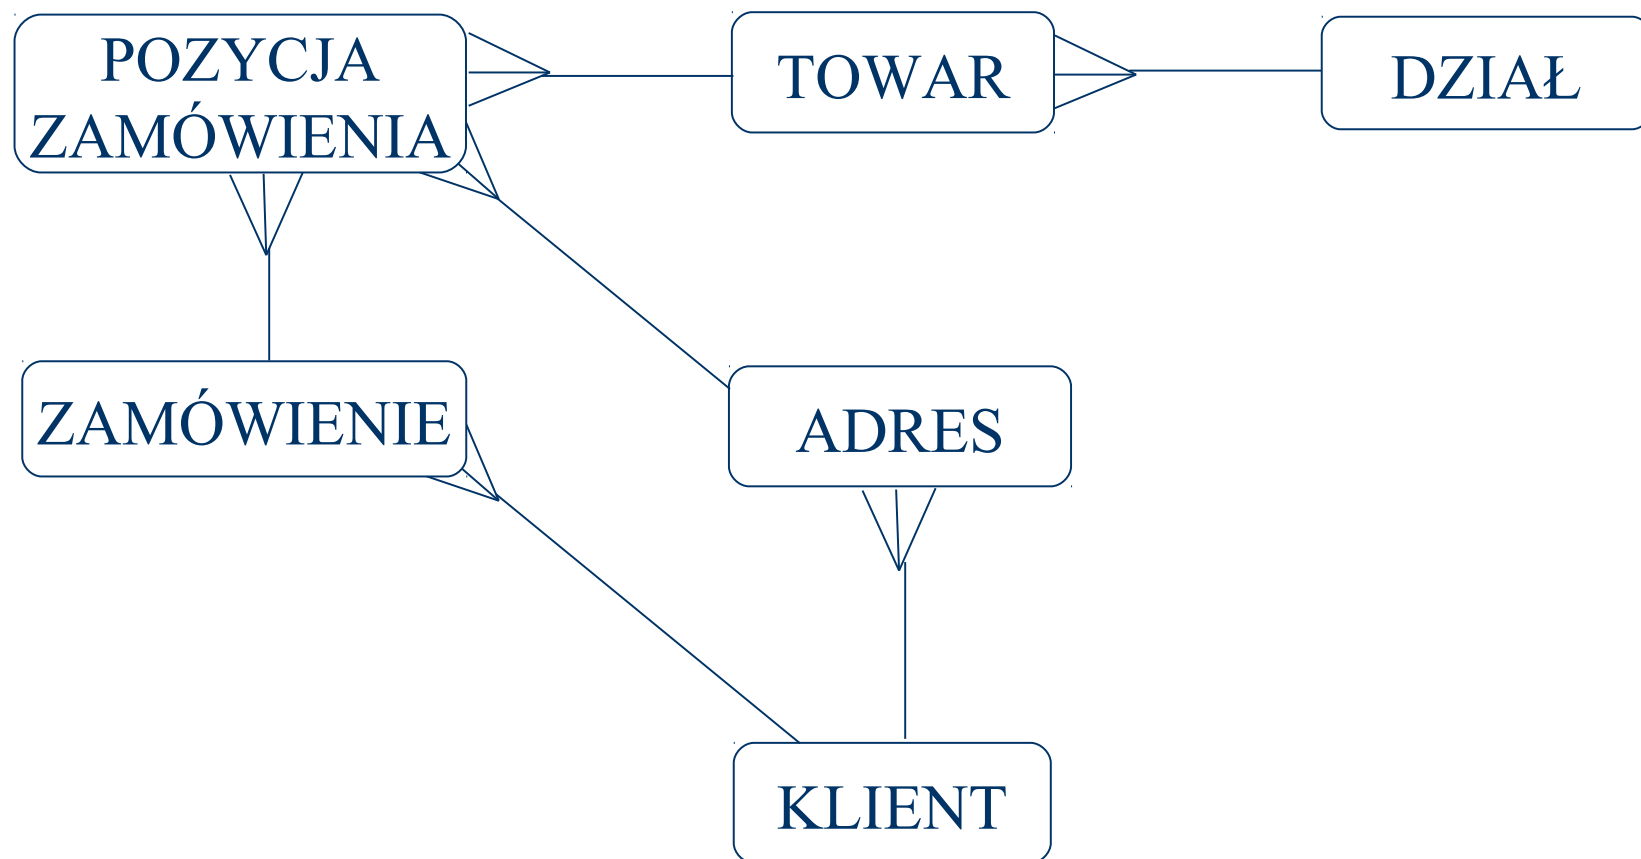 POZYCJA
ZAMÓWIENIA
TOWAR
DZIAŁ
ZAMÓWIENIE
ADRES
KLIENT